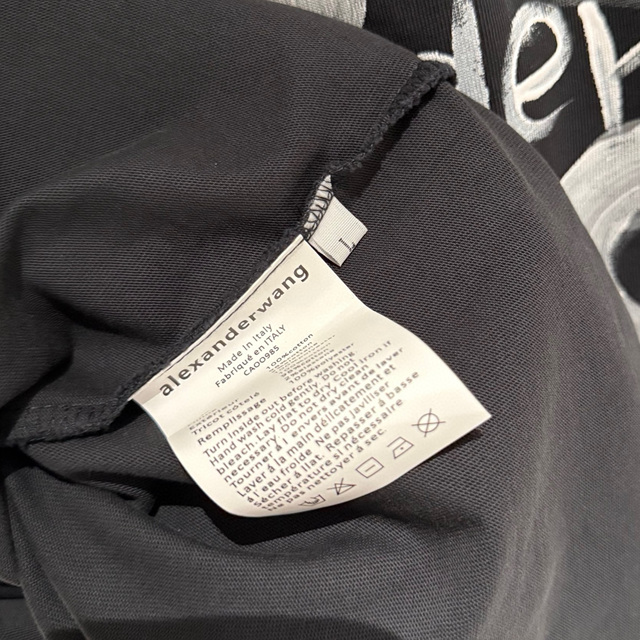 der
L
alexanderwang
Made in Italy
Fabriqué en ITALY
CA00985
100%cotton
Tricot côtelé
Remplissage
Turn inside out before washing
Hand wash cold gently. Do not
bleach. Lay flat to dry. Cool iron if
necessary. Do not dry clean.
Tourner à l'envers avant de laver
Laver à la main délicatement et
à l'eau froide. Ne pas javelliser
Sécher à plat. Repasser à basse
température si nécessaire
Ne pas nettoyer à sec